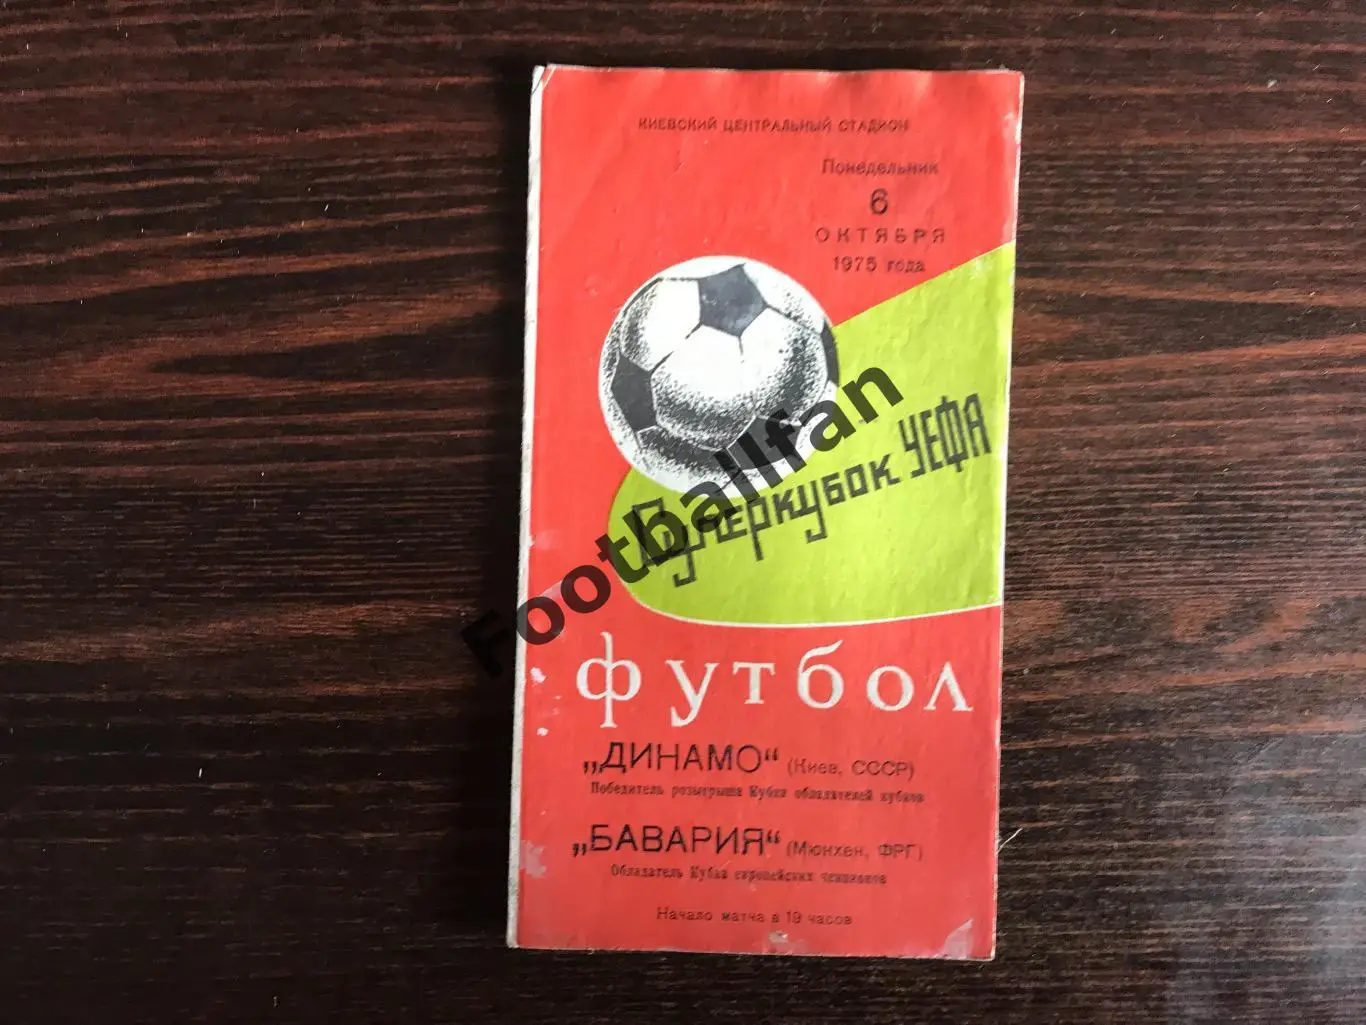 КИЕВСКИЙ ЦЕНТРАЛЬНЫЙ СТАДИОН
Понедельник
6
ОКТЯБРЯ
1975 года
Суперкубок УЕФА
Footballfan
футбол
„ДИНАМО“ (Киев, СССР)
Победитель розыгрыша Кубка обладателей кубков
„БАВАРИЯ“ (Мюнхен, ФРГ)
Обладатель Кубка европейских чемпионов
Начало матча в 19 часов